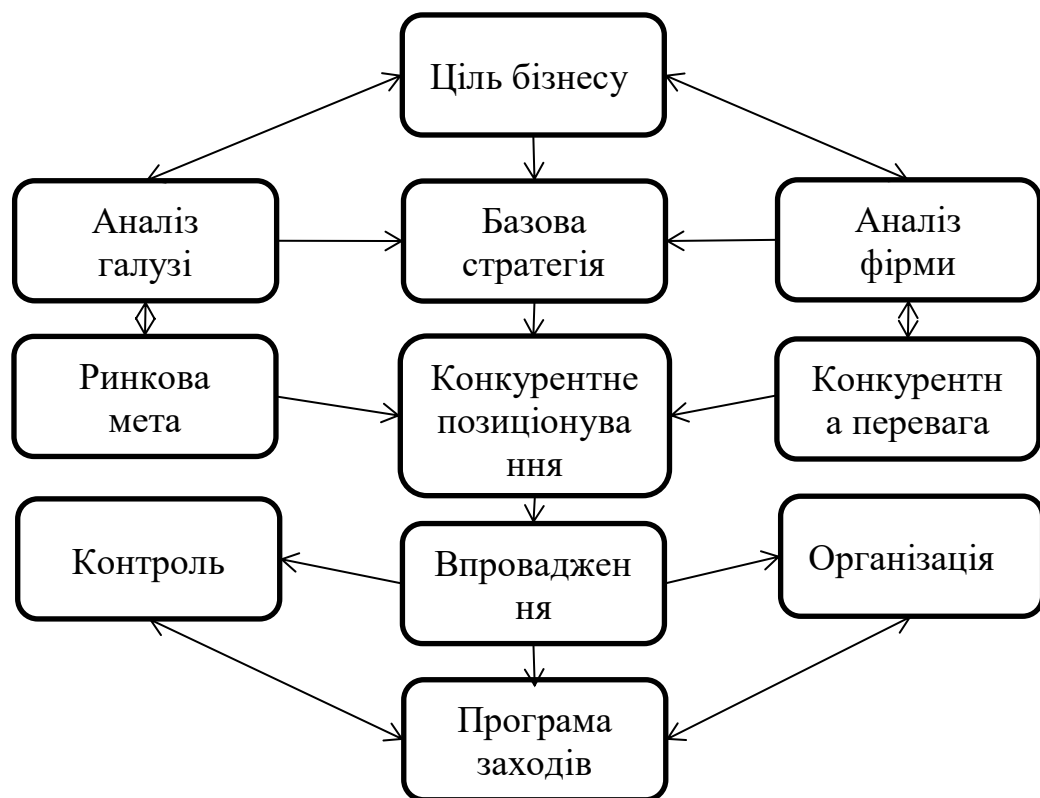 Ціль бізнесу
Аналіз
галузі
Базова
стратегія
Аналіз
фірми
Ринкова
мета
Конкурентне
позиціонува
ння
Конкурентн
а перевага
Контроль
Впроваджен
ня
Організація
Програма
заходів